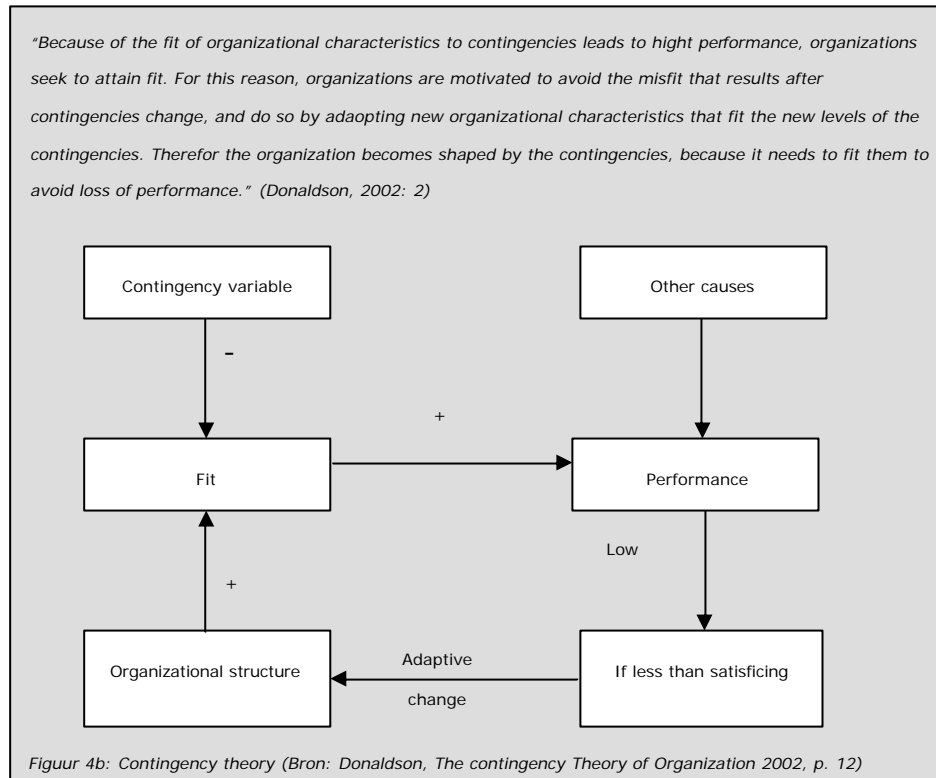 "Because of the fit of organizational characteristics to contingencies leads to hight performance, organizations
seek to attain fit. For this reason, organizations are motivated to avoid the misfit that results after
contingencies change, and do so by adaopting new organizational characteristics that fit the new levels of the
contingencies. Therefor the organization becomes shaped by the contingencies, because it needs to fit them to
avoid loss of performance." (Donaldson, 2002: 2)
Contingency variable
Other causes
-
+
Fit
Performance
Low
+
Organizational structure
Adaptive
change
If less than satisficing
Figuur 4b: Contingency theory (Bron: Donaldson, The contingency Theory of Organization 2002, p. 12)